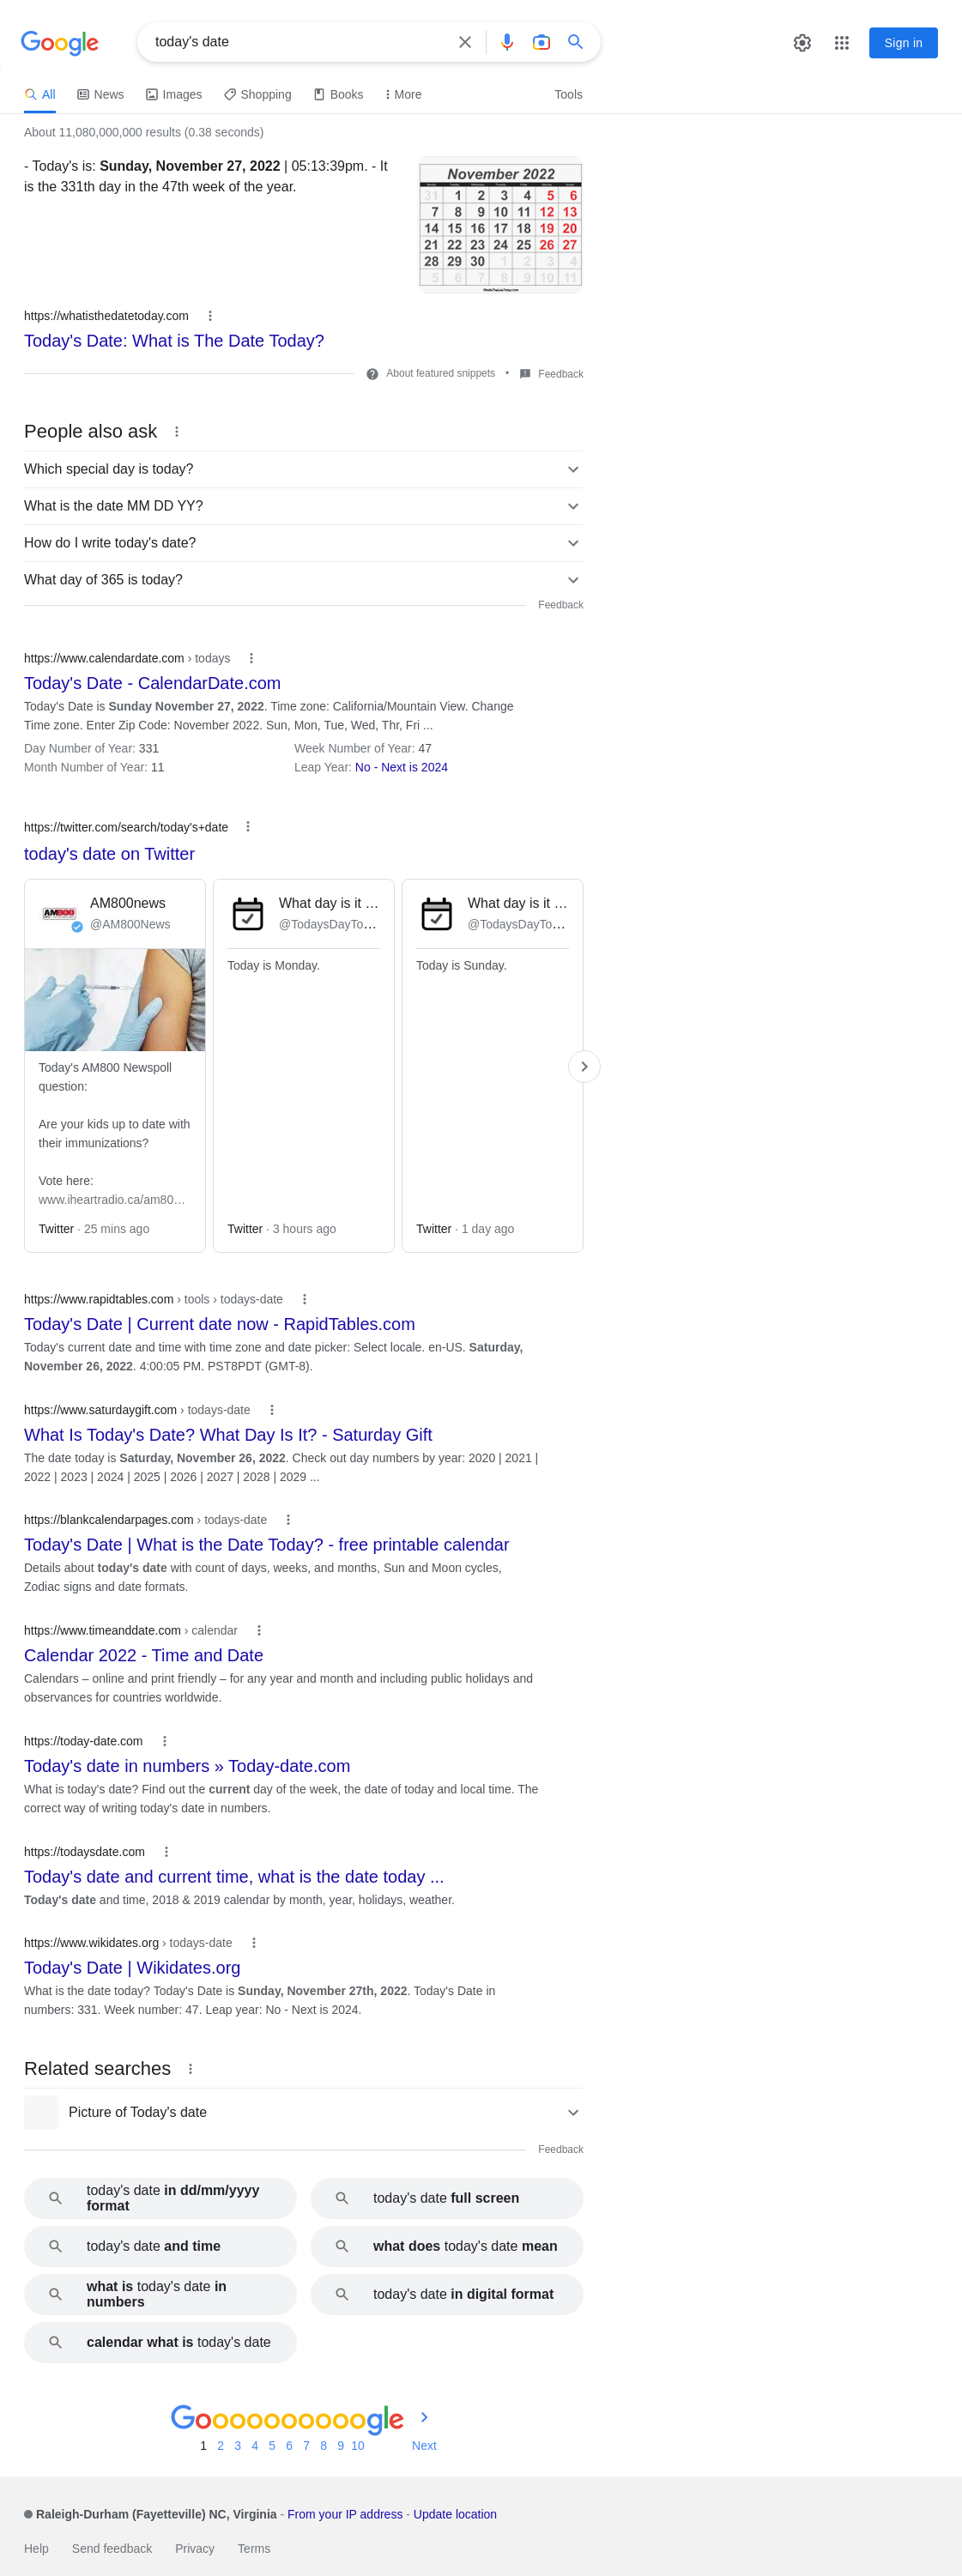 Google
today's date
Sign in
All
News
Images
Shopping
Books
More
Tools
About 11,080,000,000 results (0.38 seconds)
- Today's is: Sunday, November 27, 2022 | 05:13:39pm. - It
is the 331th day in the 47th week of the year.
November 2022
31 1 2 3 4 5 6
7 8 9 10 11 12 13
14 15 16 17 18 19 20
21 22 23 24 25 26 27
28 29 30 1 2 3 4
5 6 7 8 9 10 11
https://whatisthedatetoday.com
Today's Date: What is The Date Today?
About featured snippets
•
Feedback
People also ask
Which special day is today?
What is the date MM DD YY?
How do I write today's date?
What day of 365 is today?
Feedback
https://www.calendardate.com › todays
Today's Date - CalendarDate.com
Today's Date is Sunday November 27, 2022. Time zone: California/Mountain View. Change
Time zone. Enter Zip Code: November 2022. Sun, Mon, Tue, Wed, Thr, Fri ...
Day Number of Year: 331
Week Number of Year: 47
Month Number of Year: 11
Leap Year: No - Next is 2024
https://twitter.com/search/today's+date
today's date on Twitter
AM800
AM800news
@AM800News
Today's AM800 Newspoll
question:
Are your kids up to date with
their immunizations?
Vote here:
www.iheartradio.ca/am80…
Twitter · 25 mins ago
What day is it …
@TodaysDayTo…
Today is Monday.
Twitter · 3 hours ago
What day is it …
@TodaysDayTo…
Today is Sunday.
Twitter · 1 day ago
https://www.rapidtables.com › tools › todays-date
Today's Date | Current date now - RapidTables.com
Today's current date and time with time zone and date picker: Select locale. en-US. Saturday,
November 26, 2022. 4:00:05 PM. PST8PDT (GMT-8).
https://www.saturdaygift.com › todays-date
What Is Today's Date? What Day Is It? - Saturday Gift
The date today is Saturday, November 26, 2022. Check out day numbers by year: 2020 | 2021 |
2022 | 2023 | 2024 | 2025 | 2026 | 2027 | 2028 | 2029 ...
https://blankcalendarpages.com › todays-date
Today's Date | What is the Date Today? - free printable calendar
Details about today's date with count of days, weeks, and months, Sun and Moon cycles,
Zodiac signs and date formats.
https://www.timeanddate.com › calendar
Calendar 2022 - Time and Date
Calendars – online and print friendly – for any year and month and including public holidays and
observances for countries worldwide.
https://today-date.com
Today's date in numbers » Today-date.com
What is today's date? Find out the current day of the week, the date of today and local time. The
correct way of writing today's date in numbers.
https://todaysdate.com
Today's date and current time, what is the date today ...
Today's date and time, 2018 & 2019 calendar by month, year, holidays, weather.
https://www.wikidates.org › todays-date
Today's Date | Wikidates.org
What is the date today? Today's Date is Sunday, November 27th, 2022. Today's Date in
numbers: 331. Week number: 47. Leap year: No - Next is 2024.
Related searches
Picture of Today's date
Feedback
today's date in dd/mm/yyyy
format
today's date full screen
today's date and time
what does today's date mean
what is today's date in
numbers
today's date in digital format
calendar what is today's date
Goooooooooogle
1 2 3 4 5 6 7 8 9 10 Next
Raleigh-Durham (Fayetteville) NC, Virginia - From your IP address - Update location
Help
Send feedback
Privacy
Terms